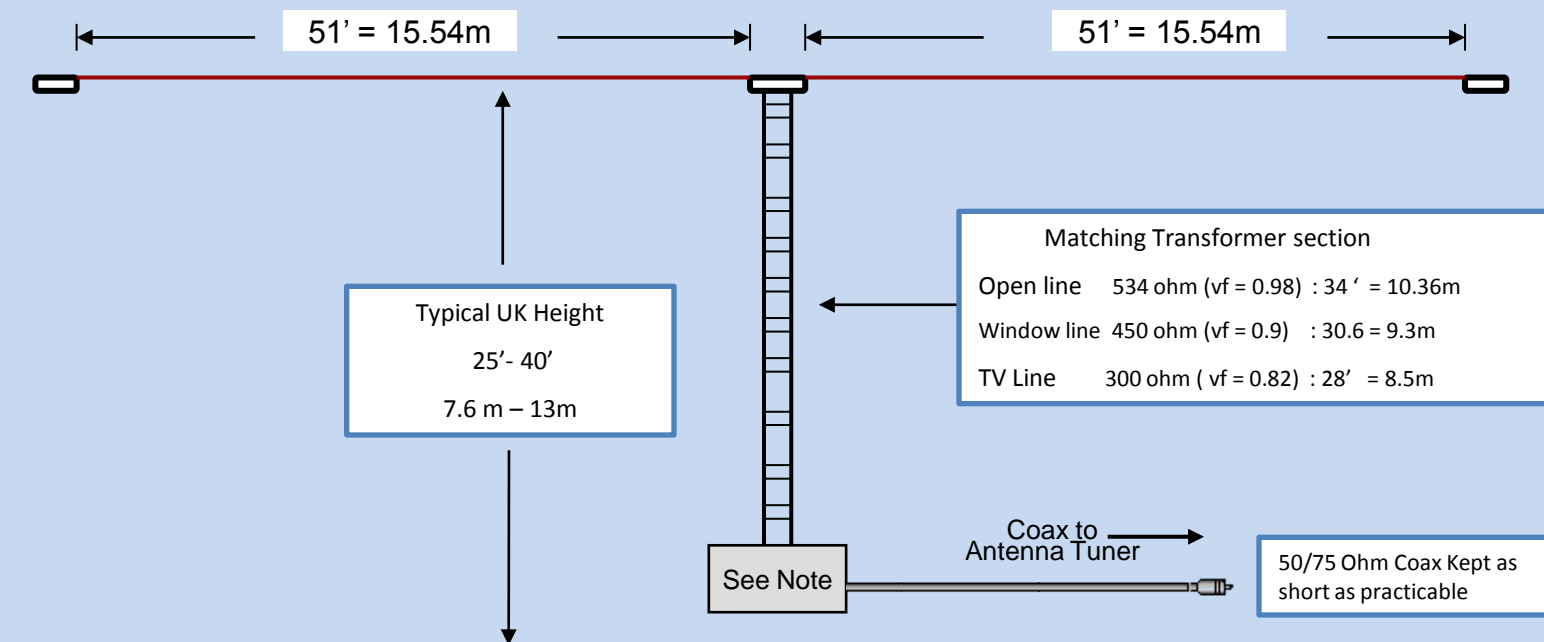 51’ = 15.54m
51’ = 15.54m
Typical UK Height
25’- 40’
7.6 m – 13m
Matching Transformer section
Open line 534 ohm (vf = 0.98) : 34 ‘ = 10.36m
Window line 450 ohm (vf = 0.9) : 30.6 = 9.3m
TV Line 300 ohm ( vf = 0.82) : 28’ = 8.5m
Coax to
Antenna Tuner
See Note
50/75 Ohm Coax Kept as
short as practicable